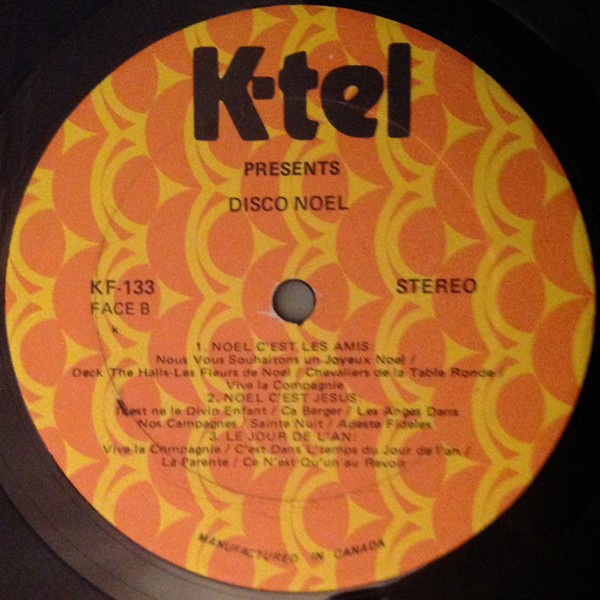 K-tel
PRESENTS
DISCO NOEL
KF-133
STEREO
FACE B
1. NOEL C'EST LES AMIS:
Nous Vous Souhaitons un Joyeux Noel /
Deck The Halls-Les Fleurs de Noel / Chevaliers de la Table Ronde /
Vive la Compagnie
2. NOEL C'EST JESUS:
Il est ne le Divin Enfant / Ca Berger / Les Anges Dans
Nos Campagnes / Sainte Nuit / Adeste Fideles
3. LE JOUR DE L'AN:
Vive la Compagnie / C'est Dans L'temps du Jour de l'an /
La Parente / Ce N'est Qu'un au Revoir
MANUFACTURED IN CANADA